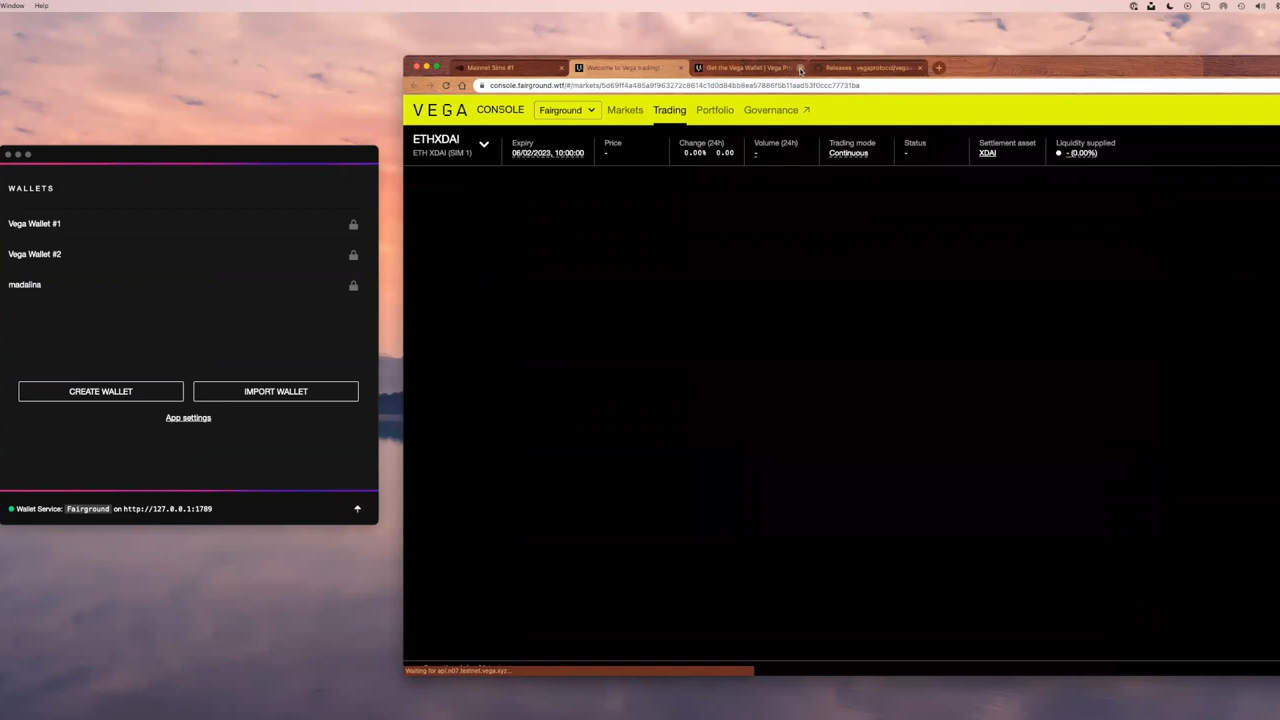 Window Help
Mainnet Sims #1
Welcome to Vega trading!
Get the Vega Wallet | Vega Pr
Releases · vegaprotocol/vega
console.fairground.wtf/#/markets/5d69ff4a485a9f963272c8614c1d0d84bb8ea57886f5b11aad53f0ccc77731ba
VEGA CONSOLE Fairground Markets Trading Portfolio Governance
ETHXDAI
ETH XDAI (SIM 1)
Expiry
06/02/2023, 10:00:00
Price
-
Change (24h)
0.00% 0.00
Volume (24h)
-
Trading mode
Continuous
Status
-
Settlement asset
XDAI
Liquidity supplied
- (0.00%)
WALLETS
Vega Wallet #1
Vega Wallet #2
madalina
CREATE WALLET IMPORT WALLET
App settings
Wallet Service: Fairground on http://127.0.0.1:1789
Waiting for api.n07.testnet.vega.xyz...